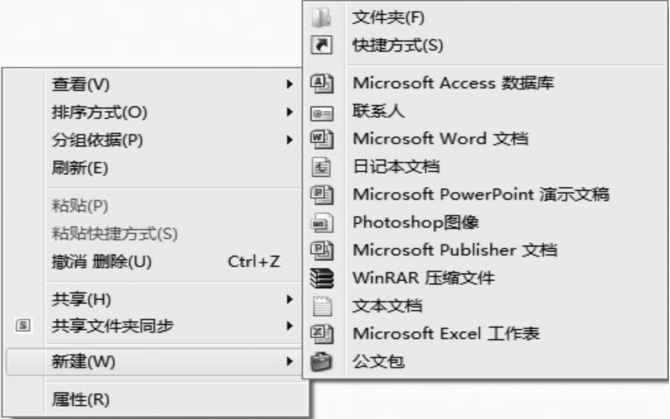 查看(V)
排序方式(O)
分组依据(P)
刷新(E)
粘贴(P)
粘贴快捷方式(S)
撤消 删除(U) Ctrl+Z
共享(H)
S 共享文件夹同步
新建(W)
属性(R)
文件夹(F)
快捷方式(S)
Microsoft Access 数据库
联系人
Microsoft Word 文档
日记本文档
Microsoft PowerPoint 演示文稿
Photoshop图像
Microsoft Publisher 文档
WinRAR 压缩文件
文本文档
Microsoft Excel 工作表
公文包